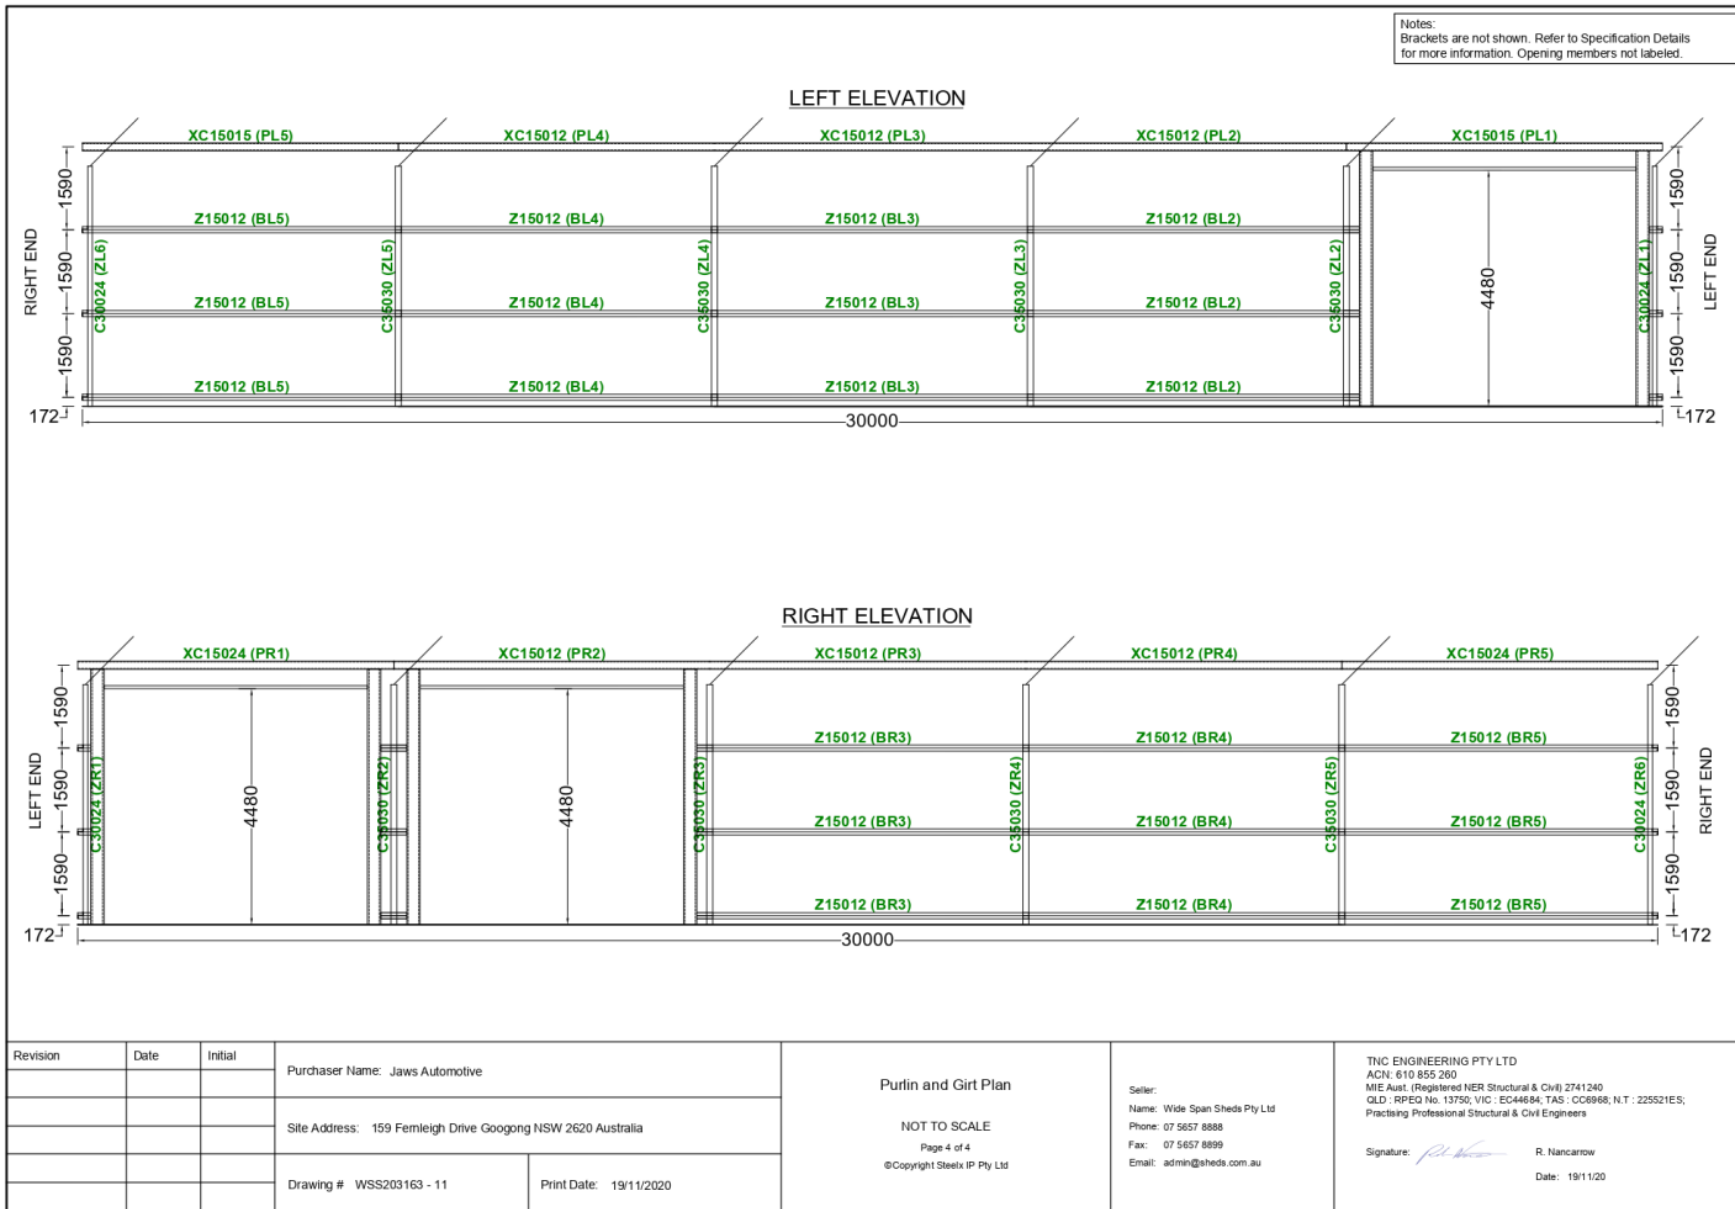 Notes:
Brackets are not shown. Refer to Specification Details
for more information. Opening members not labeled.
LEFT ELEVATION
XC15015 (PL5) XC15012 (PL4) XC15012 (PL3) XC15012 (PL2) XC15015 (PL1)
1590 1590
Z15012 (BL5) Z15012 (BL4) Z15012 (BL3) Z15012 (BL2)
RIGHT END 1590 C30024 (ZL6) C35030 (ZL5) C35030 (ZL4) C35030 (ZL3) C35030 (ZL2) 4480 C30024 (ZL1) 1590 LEFT END
Z15012 (BL5) Z15012 (BL4) Z15012 (BL3) Z15012 (BL2)
1590 1590
Z15012 (BL5) Z15012 (BL4) Z15012 (BL3) Z15012 (BL2)
172 30000 172
RIGHT ELEVATION
XC15024 (PR1) XC15012 (PR2) XC15012 (PR3) XC15012 (PR4) XC15024 (PR5)
1590 1590
Z15012 (BR3) Z15012 (BR4) Z15012 (BR5)
LEFT END 1590 C30024 (ZR1) 4480 C35030 (ZR2) 4480 C35030 (ZR3) C35030 (ZR4) C35030 (ZR5) C30024 (ZR6) 1590 RIGHT END
Z15012 (BR3) Z15012 (BR4) Z15012 (BR5)
1590 1590
Z15012 (BR3) Z15012 (BR4) Z15012 (BR5)
172 30000 172
Revision Date Initial
Purchaser Name: Jaws Automotive
Site Address: 159 Fernleigh Drive Googong NSW 2620 Australia
Drawing # WSS203163 - 11 Print Date: 19/11/2020
Purlin and Girt Plan
NOT TO SCALE
Page 4 of 4
©Copyright Steelx IP Pty Ltd
Seller:
Name: Wide Span Sheds Pty Ltd
Phone: 07 5657 8888
Fax: 07 5657 8899
Email: admin@sheds.com.au
TNC ENGINEERING PTY LTD
ACN: 610 855 260
MIE Aust. (Registered NER Structural & Civil) 2741240
QLD : RPEQ No. 13750; VIC : EC44684; TAS : CC6968; N.T : 225521ES;
Practising Professional Structural & Civil Engineers
Signature: R. Nancarrow
Date: 19/11/20